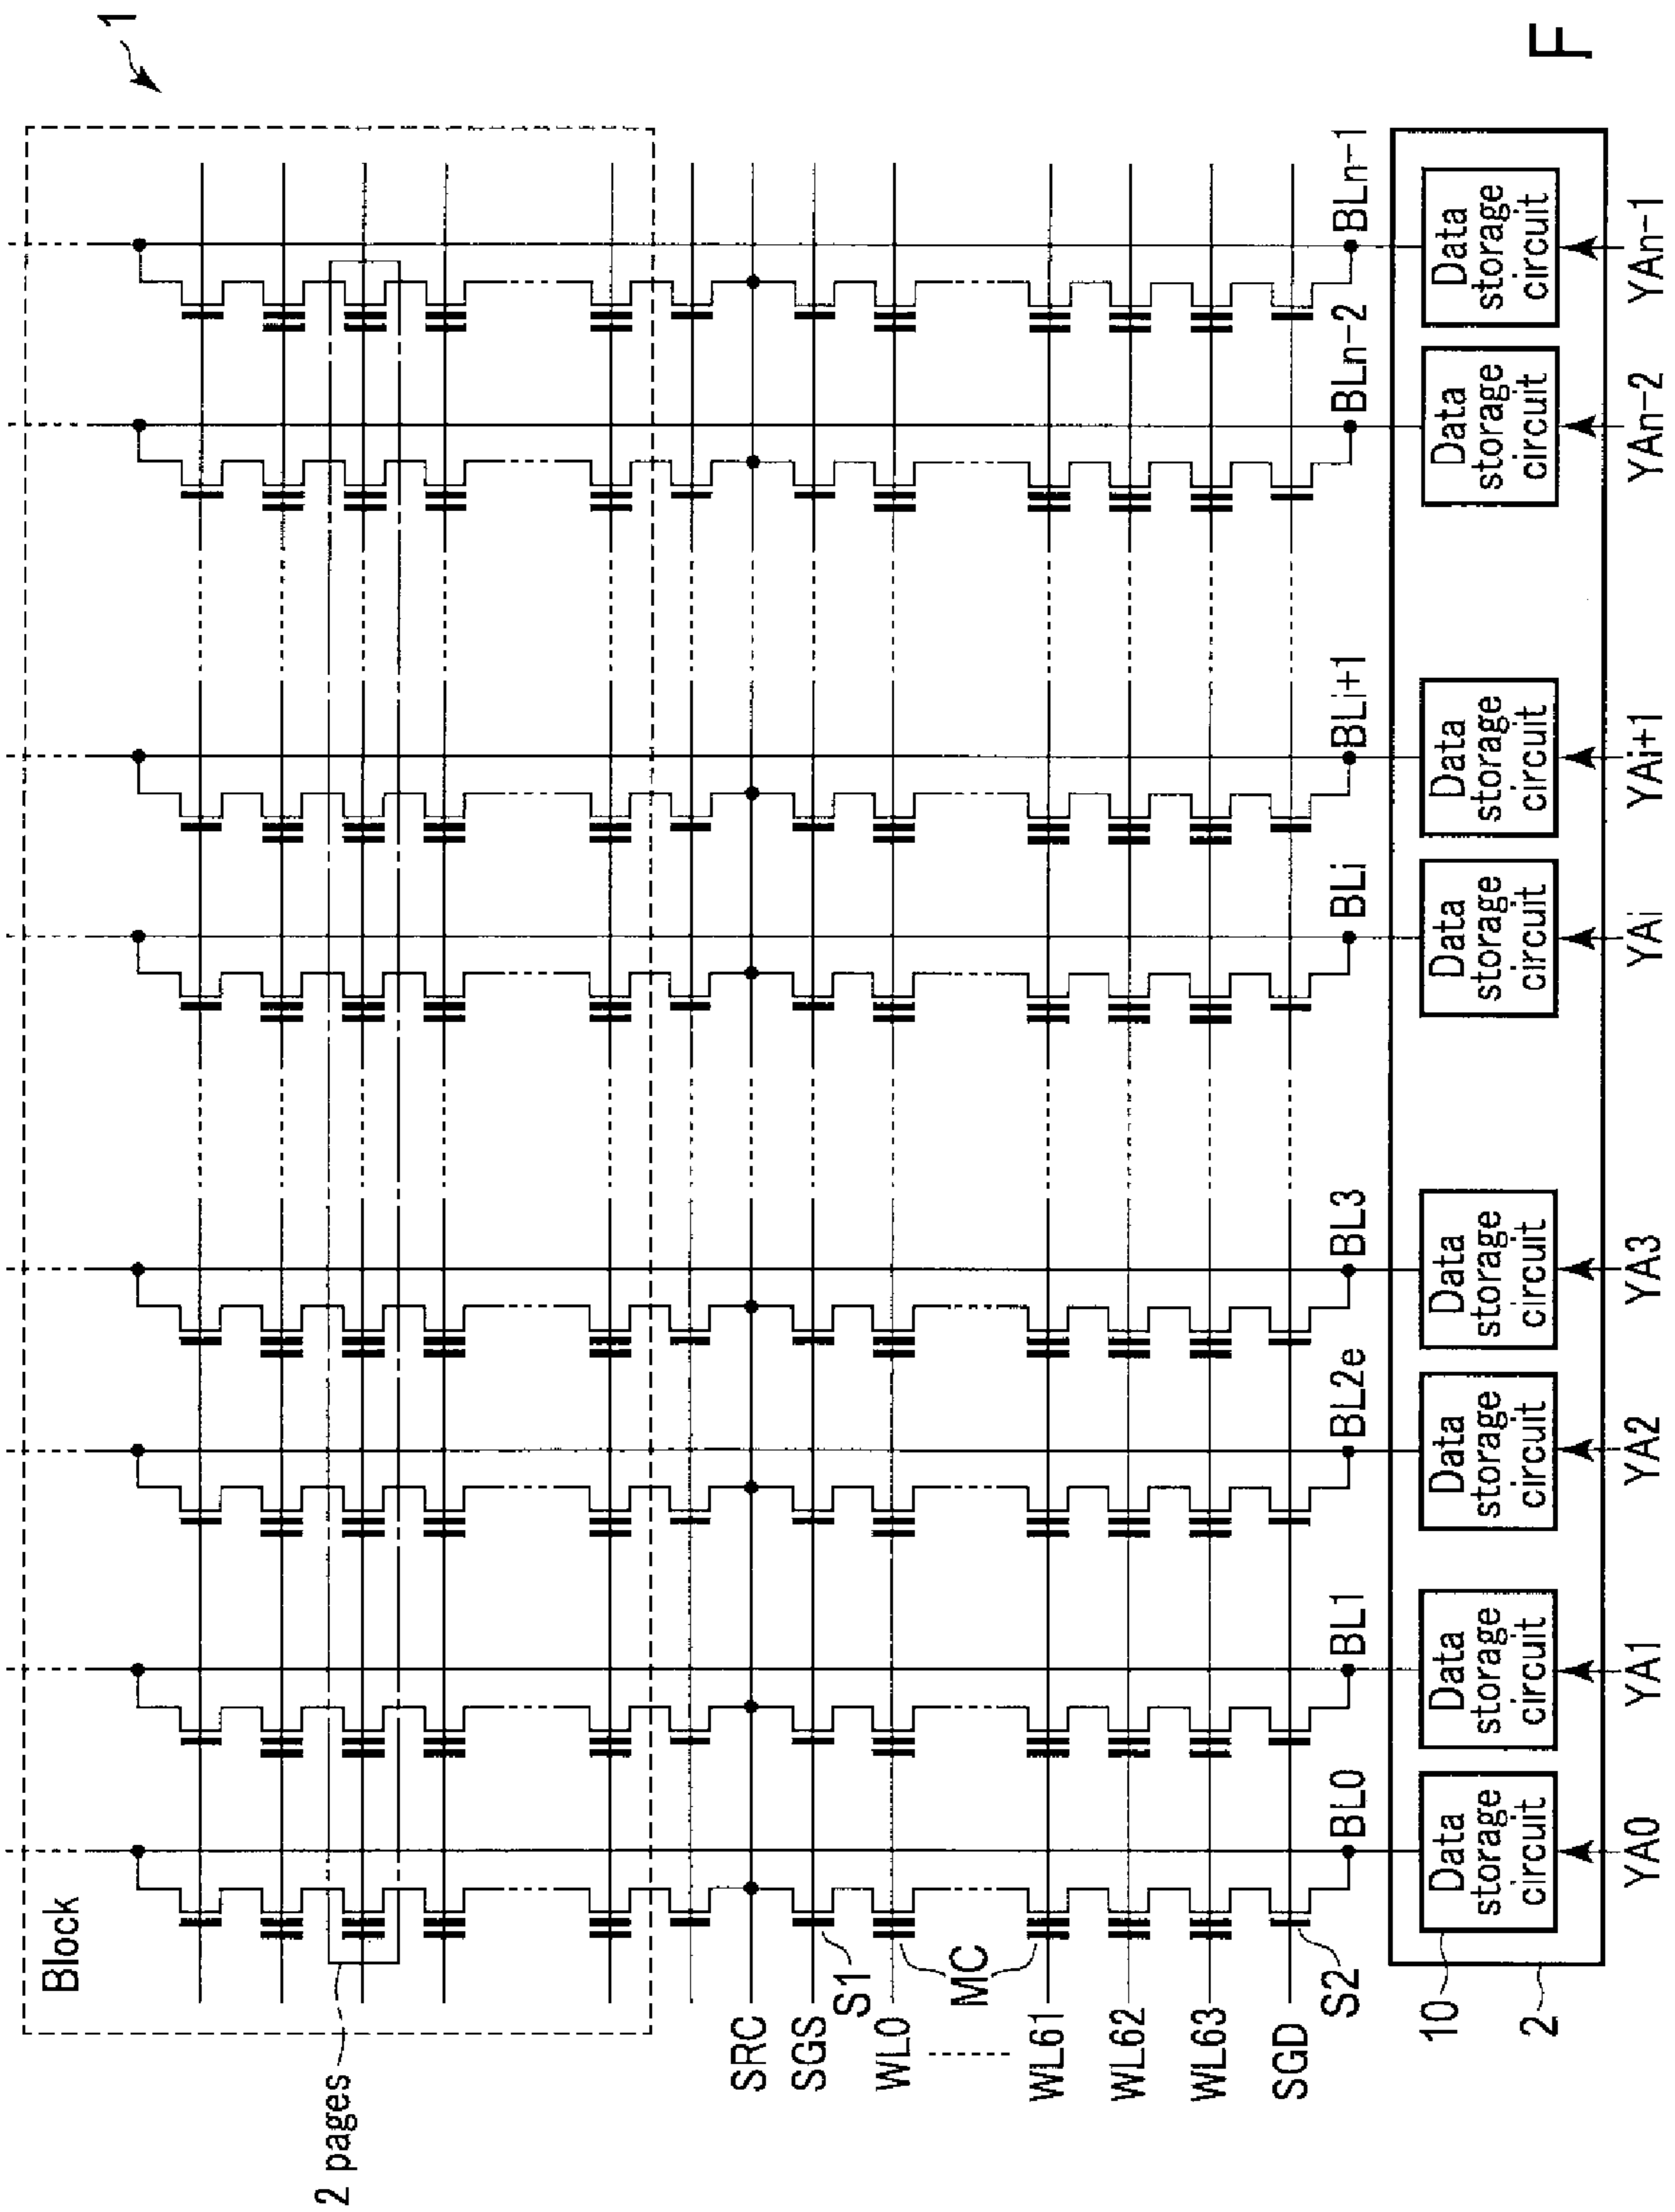 1
Block
2 pages
SRC
SGS
S1
WL0
MC
WL61
WL62
WL63
SGD
S2
BL0
BL1
BL2e
BL3
BLi
BLi+1
BLn-2
BLn-1
10
2
Data
storage
circuit
Data
storage
circuit
Data
storage
circuit
Data
storage
circuit
Data
storage
circuit
Data
storage
circuit
Data
storage
circuit
Data
storage
circuit
YA0
YA1
YA2
YA3
YAi
YAi+1
YAn-2
YAn-1
F